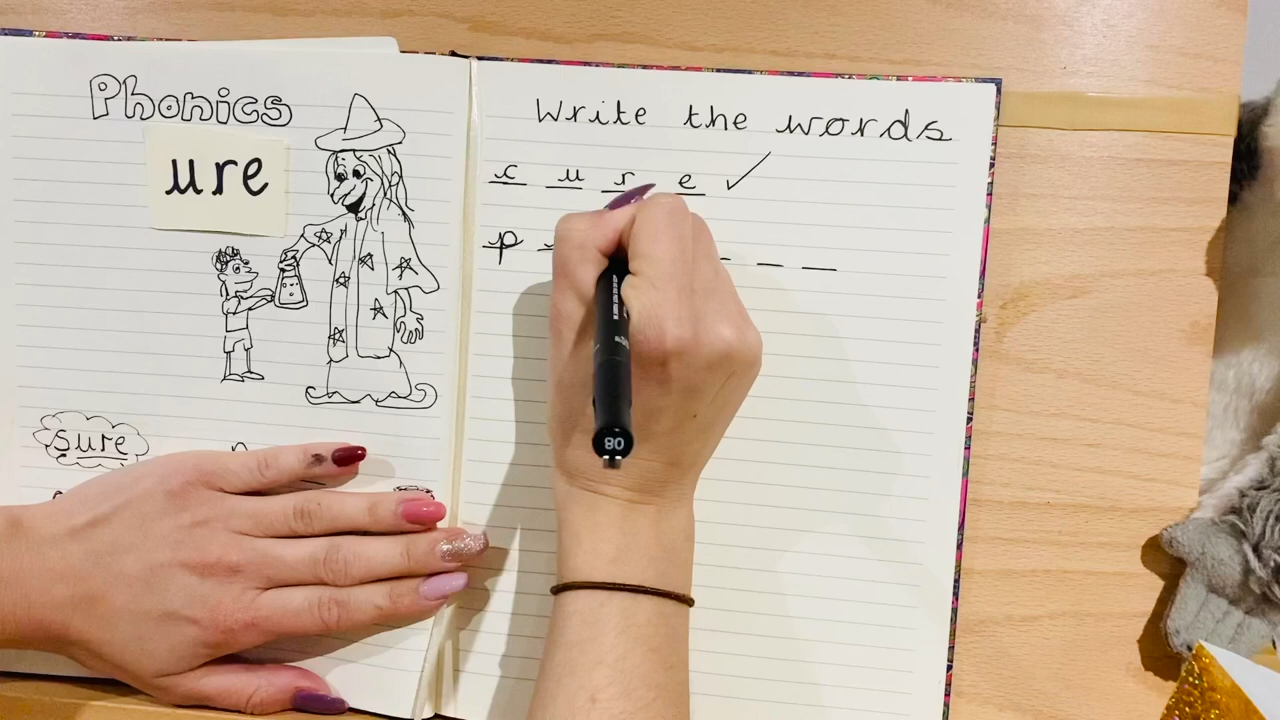 Phonics
ure
sure
Write the words
c u r e ✓
p
08